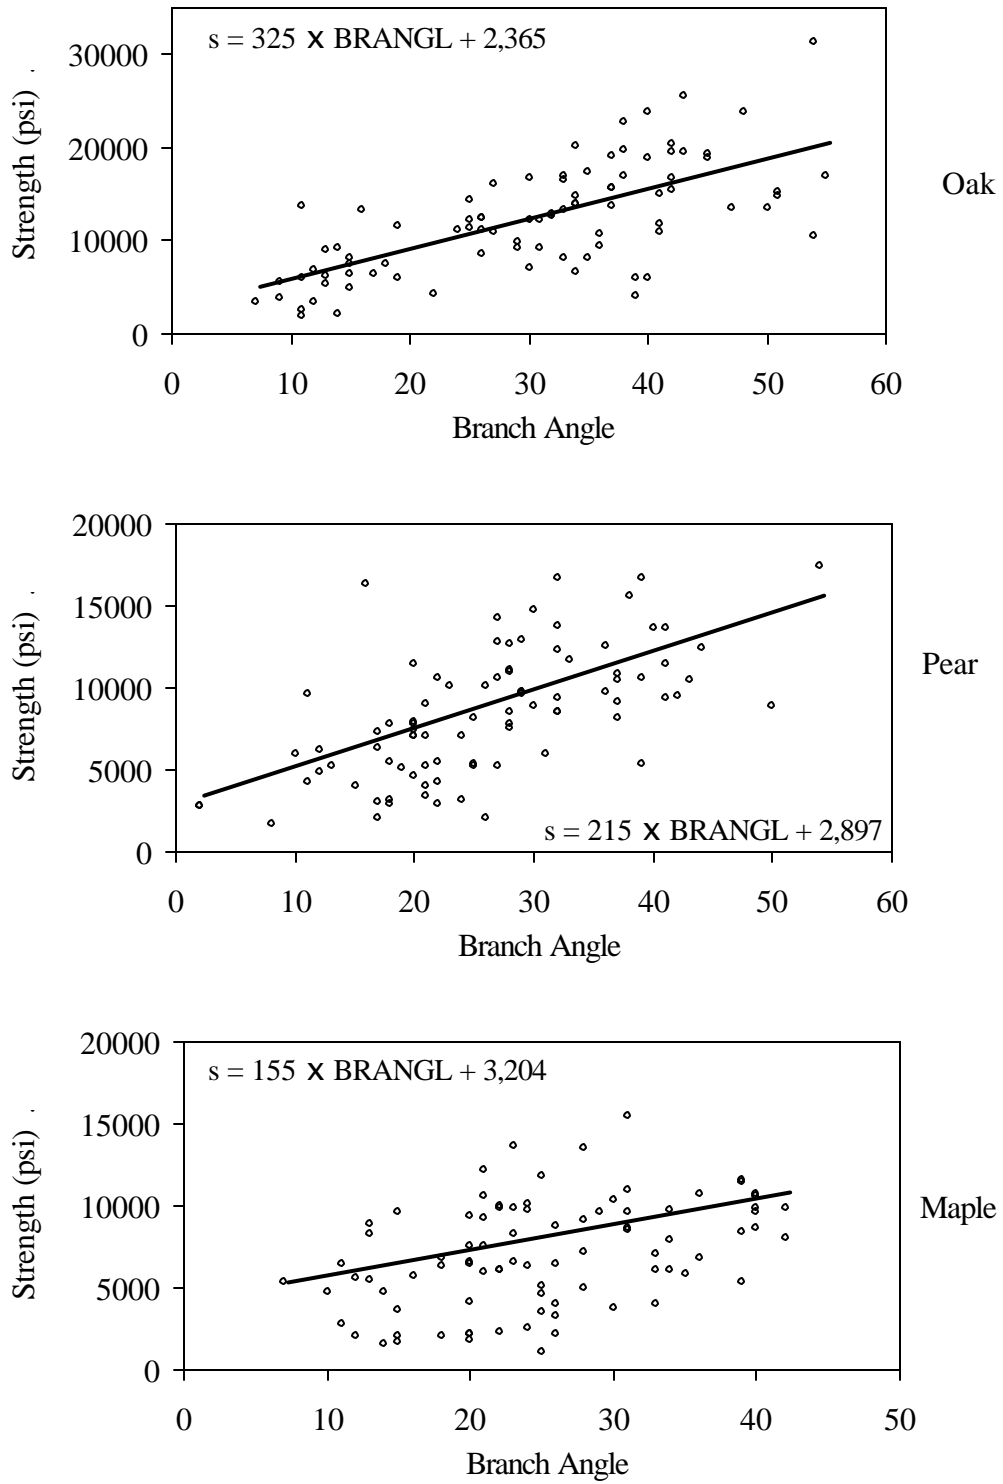 s = 325 x BRANGL + 2,365
30000
20000
10000
0
Strength (psi) .
Oak
0 10 20 30 40 50 60
Branch Angle
20000
15000
10000
5000
0
Strength (psi) .
Pear
s = 215 x BRANGL + 2,897
0 10 20 30 40 50 60
Branch Angle
20000
s = 155 x BRANGL + 3,204
15000
10000
5000
0
Strength (psi) .
Maple
0 10 20 30 40 50
Branch Angle